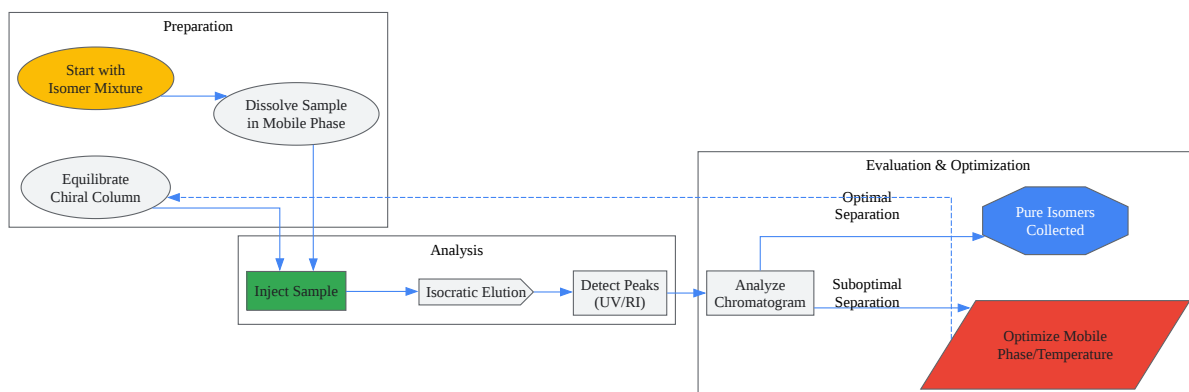 Preparation
Start with
Isomer Mixture
Dissolve Sample
in Mobile Phase
Equilibrate
Chiral Column
Analysis
Inject Sample
Isocratic Elution
Detect Peaks
(UV/RI)
Evaluation & Optimization
Optimal
Separation
Pure Isomers
Collected
Analyze
Chromatogram
Suboptimal
Separation
Optimize Mobile
Phase/Temperature